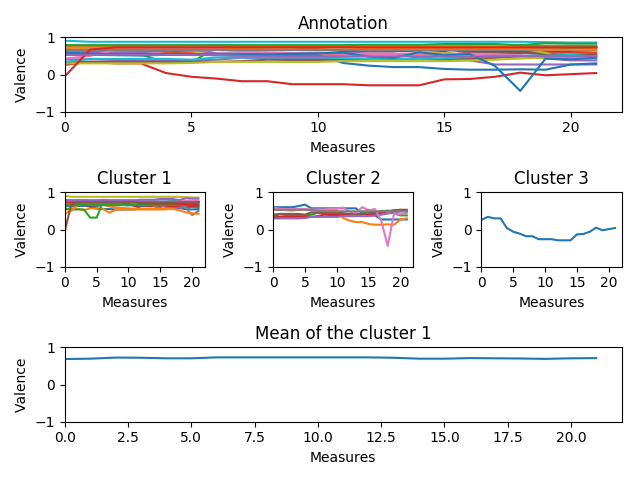 Annotation
1
0
−1
Valence
0 5 10 15 20
Measures
Cluster 1 Cluster 2 Cluster 3
1 1 1
0 0 0
−1 −1 −1
Valence Valence Valence
0 5 10 15 20 0 5 10 15 20 0 5 10 15 20
Measures Measures Measures
Mean of the cluster 1
1
0
−1
Valence
0.0 2.5 5.0 7.5 10.0 12.5 15.0 17.5 20.0
Measures